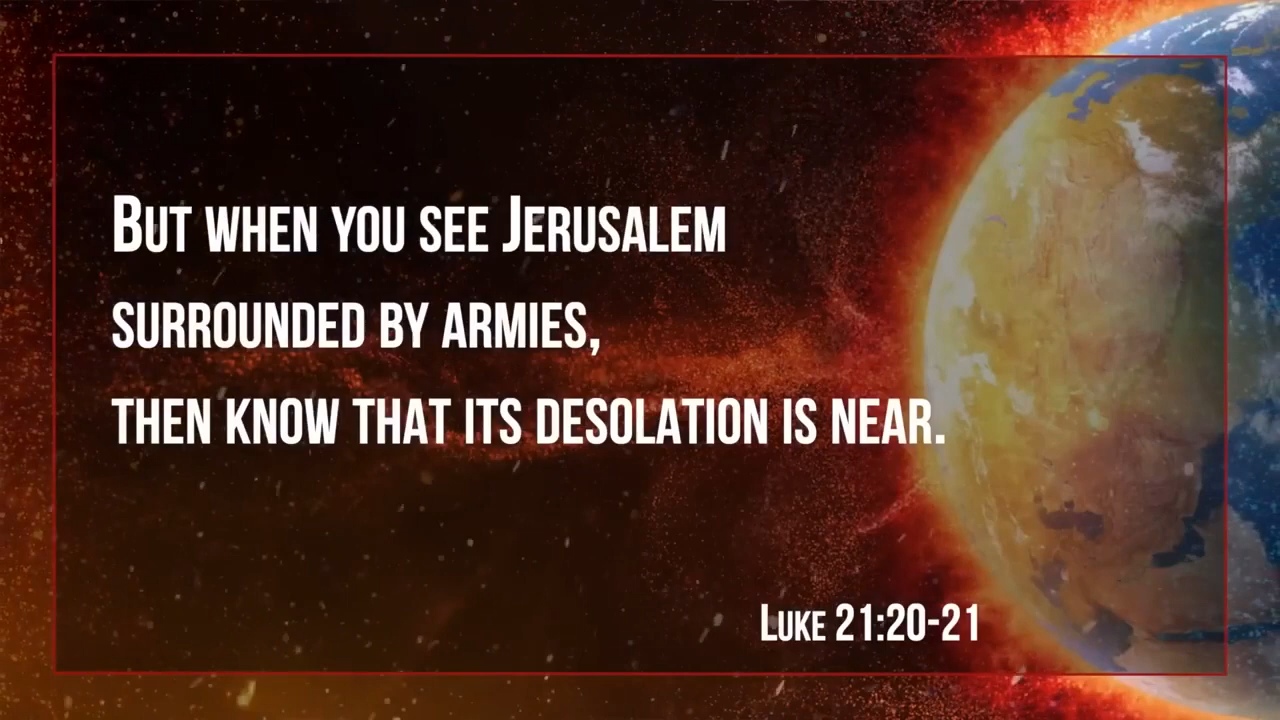 But when you see Jerusalem
surrounded by armies,
then know that its desolation is near.
Luke 21:20-21